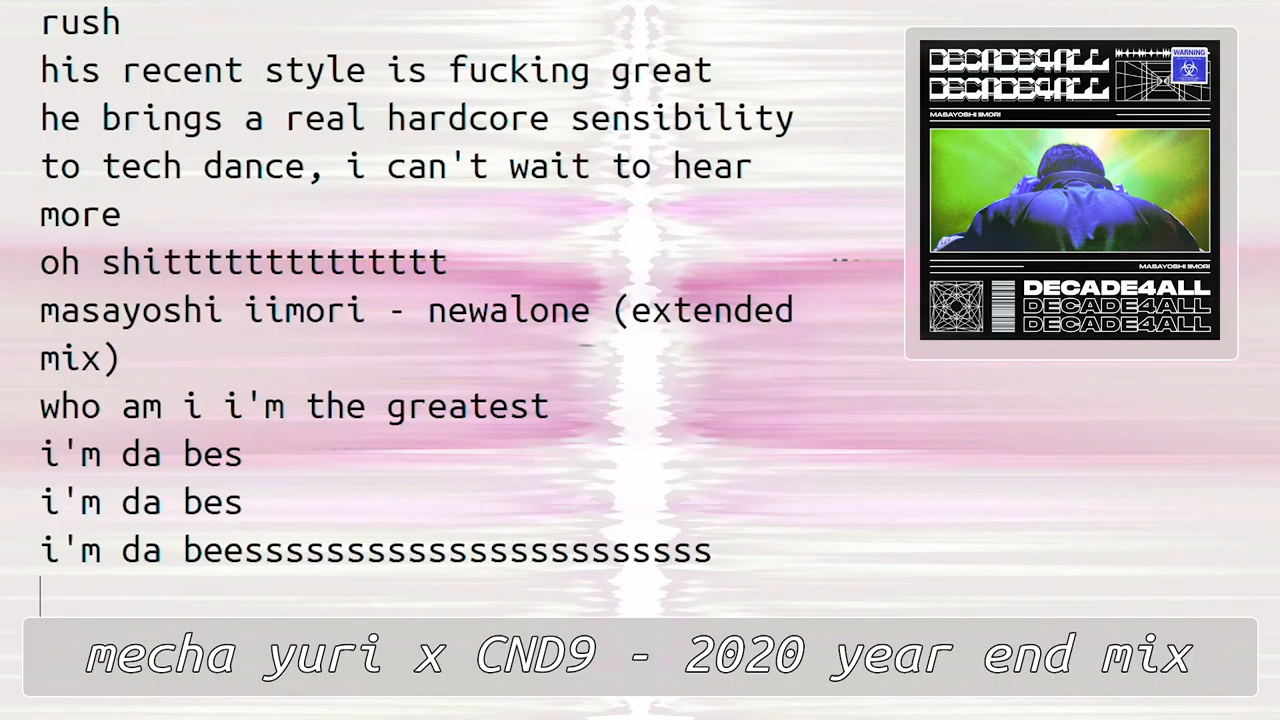 rush
his recent style is fucking great
he brings a real hardcore sensibility
to tech dance, i can't wait to hear
more
oh shittttttttttttttt
masayoshi iimori - newalone (extended
mix)
who am i i'm the greatest
i'm da bes
i'm da bes
i'm da beesssssssssssssssssssssss
DECADE4ALL
DECADE4ALL
WARNING
MASAYOSHI IIMORI
MASAYOSHI IIMORI
DECADE4ALL
DECADE4ALL
DECADE4ALL
mecha yuri x CND9 - 2020 year end mix